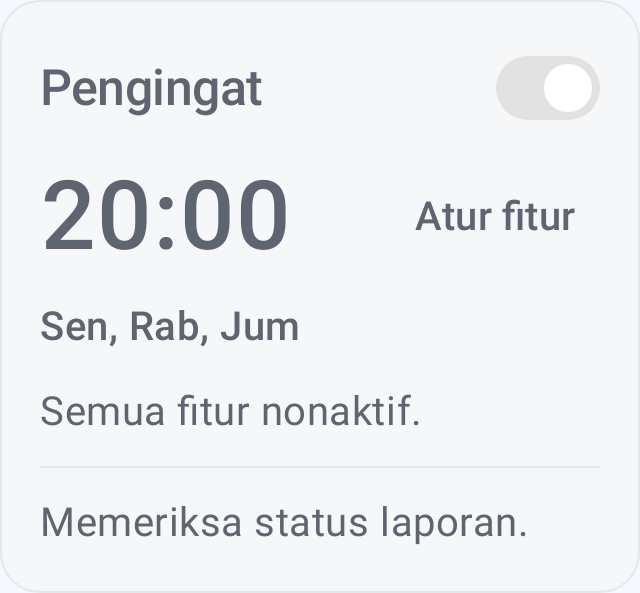 Pengingat
20:00
Atur fitur
Sen, Rab, Jum
Semua fitur nonaktif.
Memeriksa status laporan.